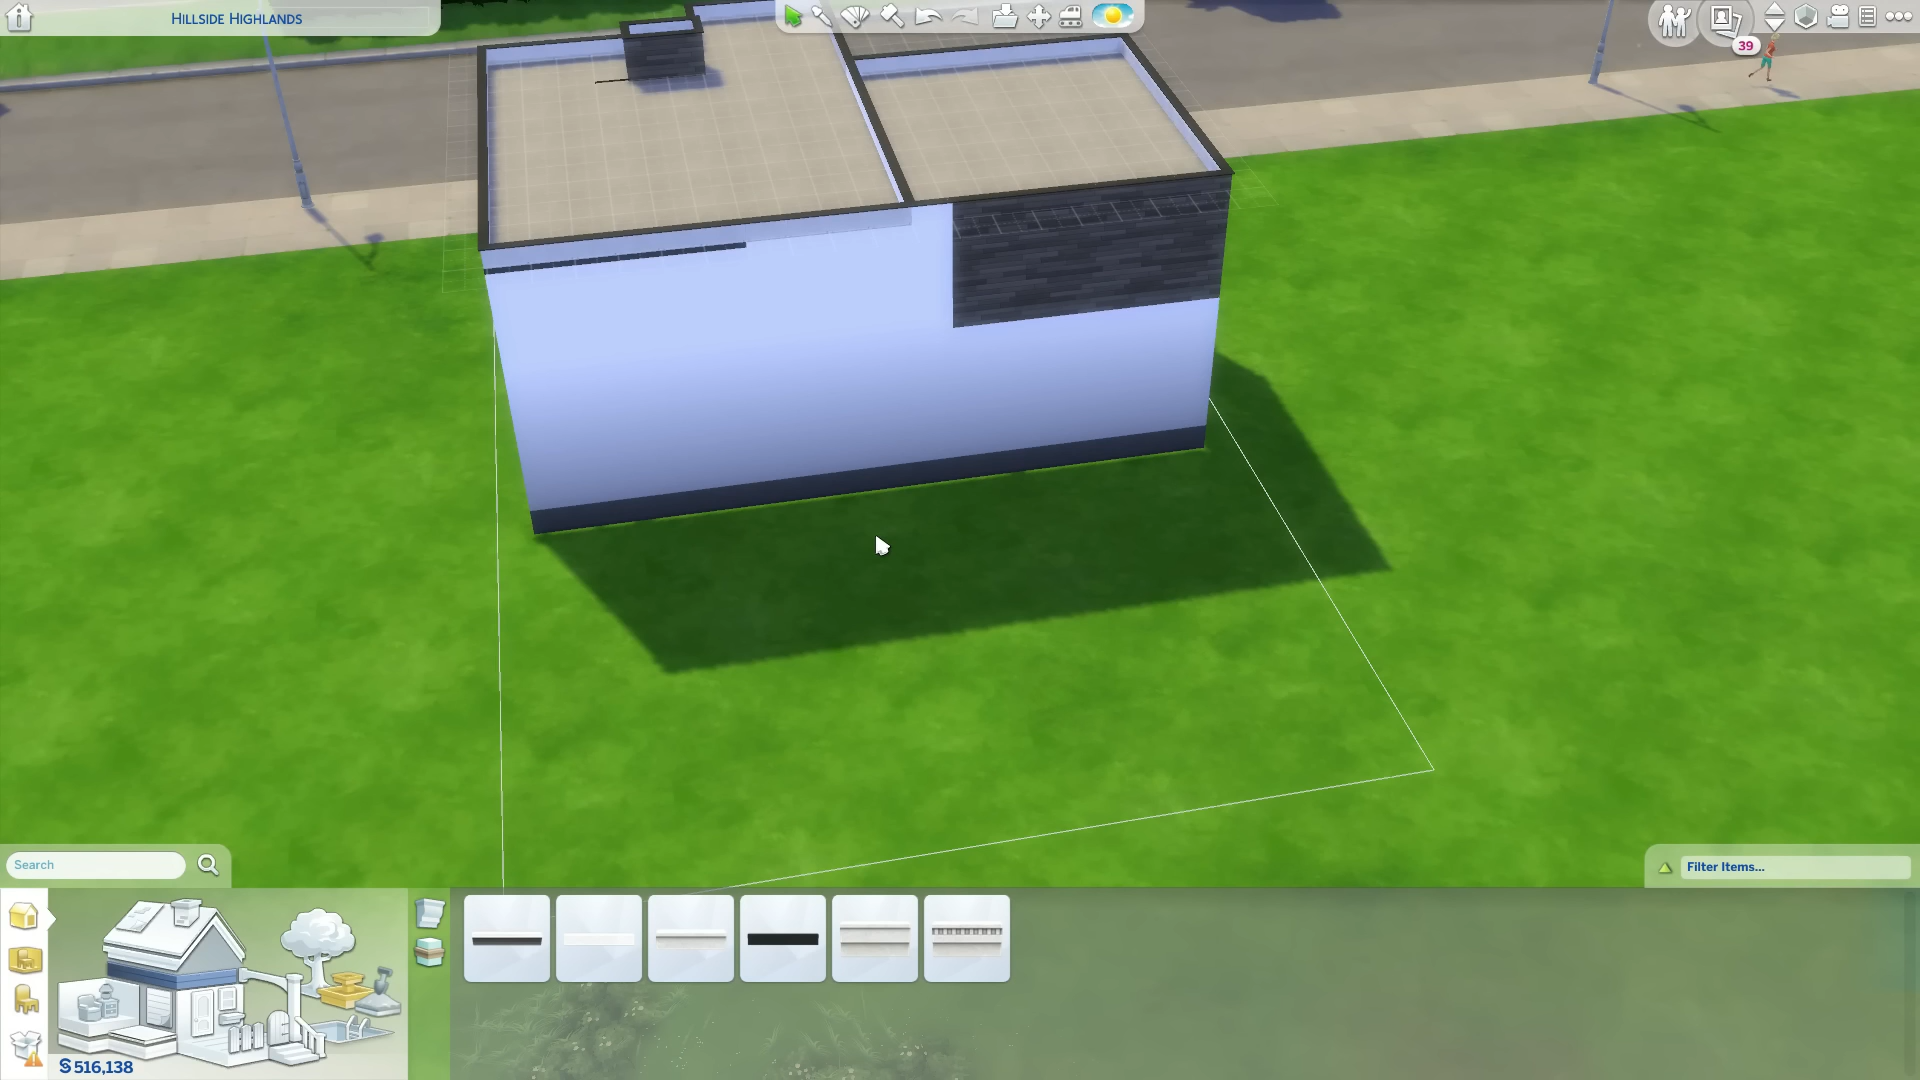 HILLSIDE HIGHLANDS
39
Search
Filter Items...
§516,138